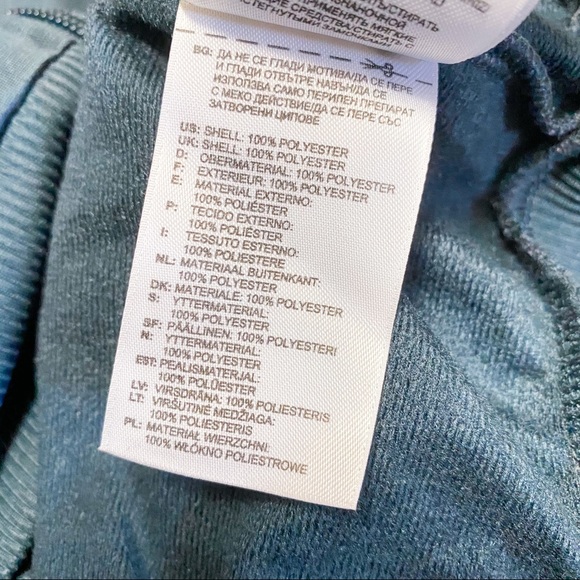 BG: ДА НЕ СЕ ГЛАДИ МОТИВА/ДА СЕ ПЕРЕ
И ГЛАДИ ОТВЪТРЕ НАВЪН/ДА СЕ
ИЗПОЛЗВА САМО ПЕРИЛЕН ПРЕПАРАТ
С МЕКО ДЕЙСТВИЕ/ДА СЕ ПЕРЕ СЪС
ЗАТВОРЕНИ ЦИПОВЕ
US: SHELL: 100% POLYESTER
UK: SHELL: 100% POLYESTER
D: OBERMATERIAL: 100% POLYESTER
F: EXTERIEUR: 100% POLYESTER
E: MATERIAL EXTERNO:
100% POLIÉSTER
P: TECIDO EXTERNO:
100% POLIÉSTER
I: TESSUTO ESTERNO:
100% POLIESTERE
NL: MATERIAAL BUITENKANT:
100% POLYESTER
DK: MATERIALE: 100% POLYESTER
S: YTTERMATERIAL:
100% POLYESTER
SF: PÄÄLLINEN: 100% POLYESTERI
N: YTTERMATERIAL:
100% POLYESTER
EST: PEALISMATERJAL:
100% POLÜESTER
LV: VIRSDRĀNA: 100% POLIESTERIS
LT: VIRŠUTINĖ MEDŽIAGA:
100% POLIESTERIS
PL: MATERIAŁ WIERZCHNI:
100% WŁÓKNO POLIESTROWE